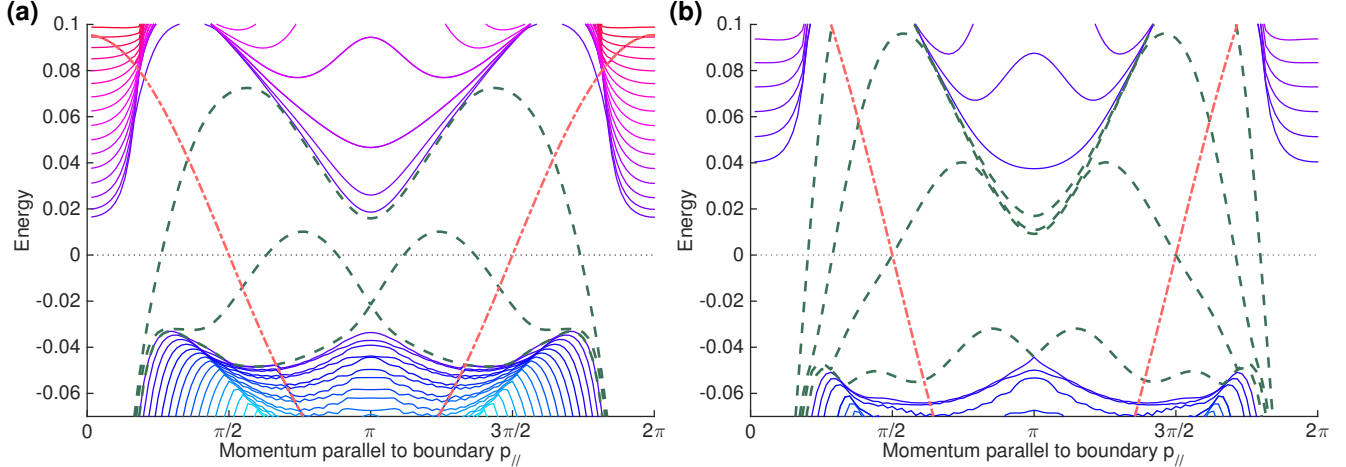 (a)
0.1
0.08
0.06
0.04
0.02
0
-0.02
-0.04
-0.06
Energy
0
π/2
π
3π/2
2π
Momentum parallel to boundary p//
(b)
0.1
0.08
0.06
0.04
0.02
0
-0.02
-0.04
-0.06
Energy
0
π/2
π
3π/2
2π
Momentum parallel to boundary p//